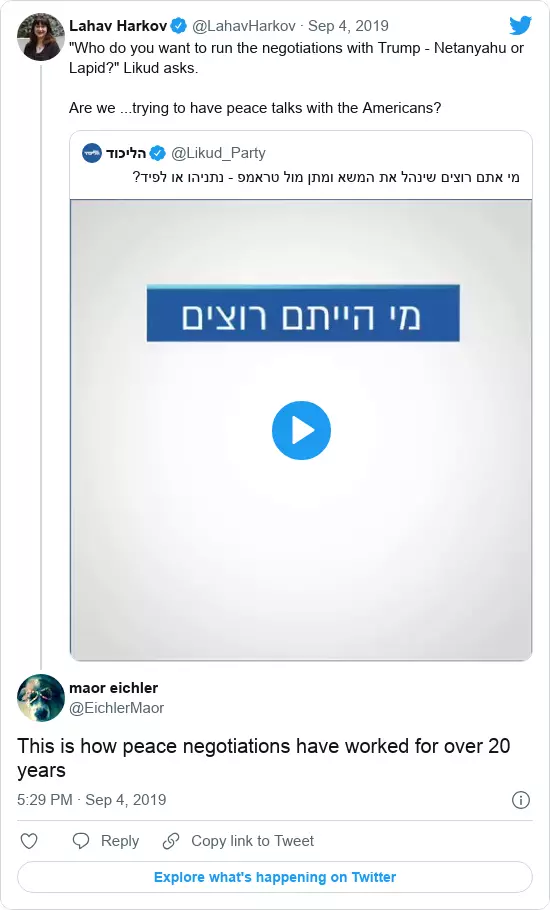 Lahav Harkov @LahavHarkov · Sep 4, 2019
"Who do you want to run the negotiations with Trump - Netanyahu or
Lapid?" Likud asks.
Are we ...trying to have peace talks with the Americans?
הליכוד @Likud_Party
מי אתם רוצים שינהל את המשא ומתן מול טראמפ - נתניהו או לפיד?
מי הייתם רוצים
maor eichler
@EichlerMaor
This is how peace negotiations have worked for over 20
years
5:29 PM · Sep 4, 2019
Reply Copy link to Tweet
Explore what's happening on Twitter